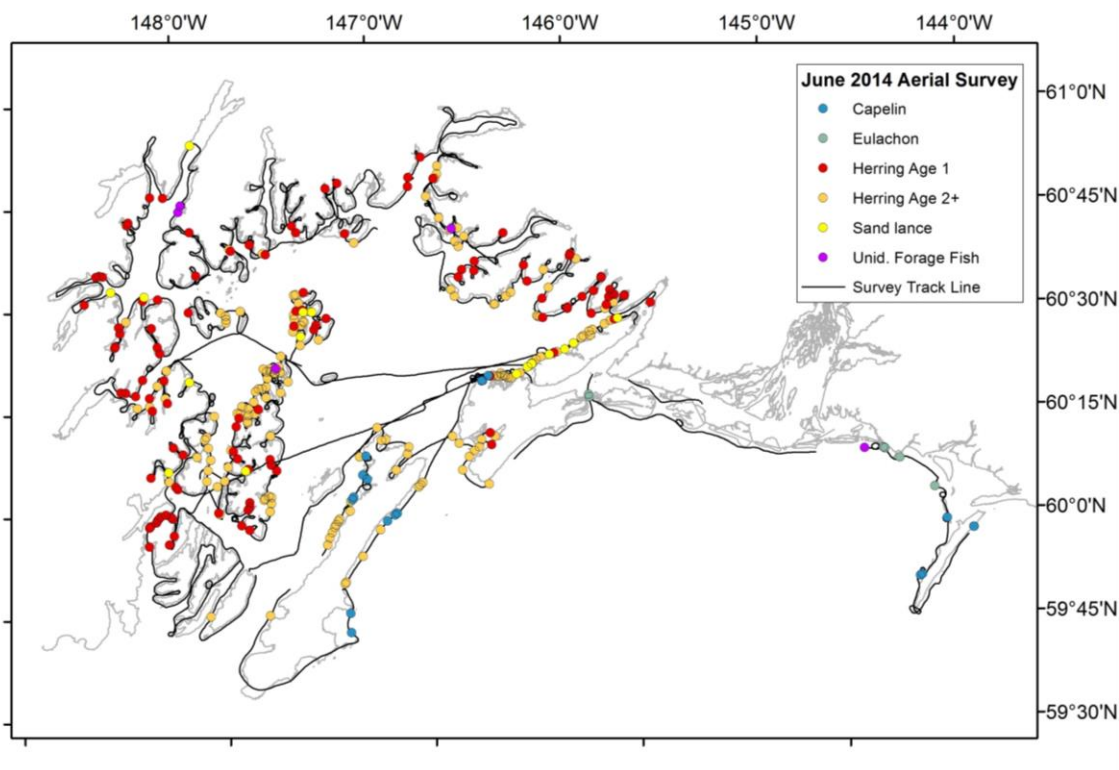 148°0'W 147°0'W 146°0'W 145°0'W 144°0'W
June 2014 Aerial Survey
Capelin
Eulachon
Herring Age 1
Herring Age 2+
Sand lance
Unid. Forage Fish
Survey Track Line
61°0'N
60°45'N
60°30'N
60°15'N
60°0'N
59°45'N
59°30'N